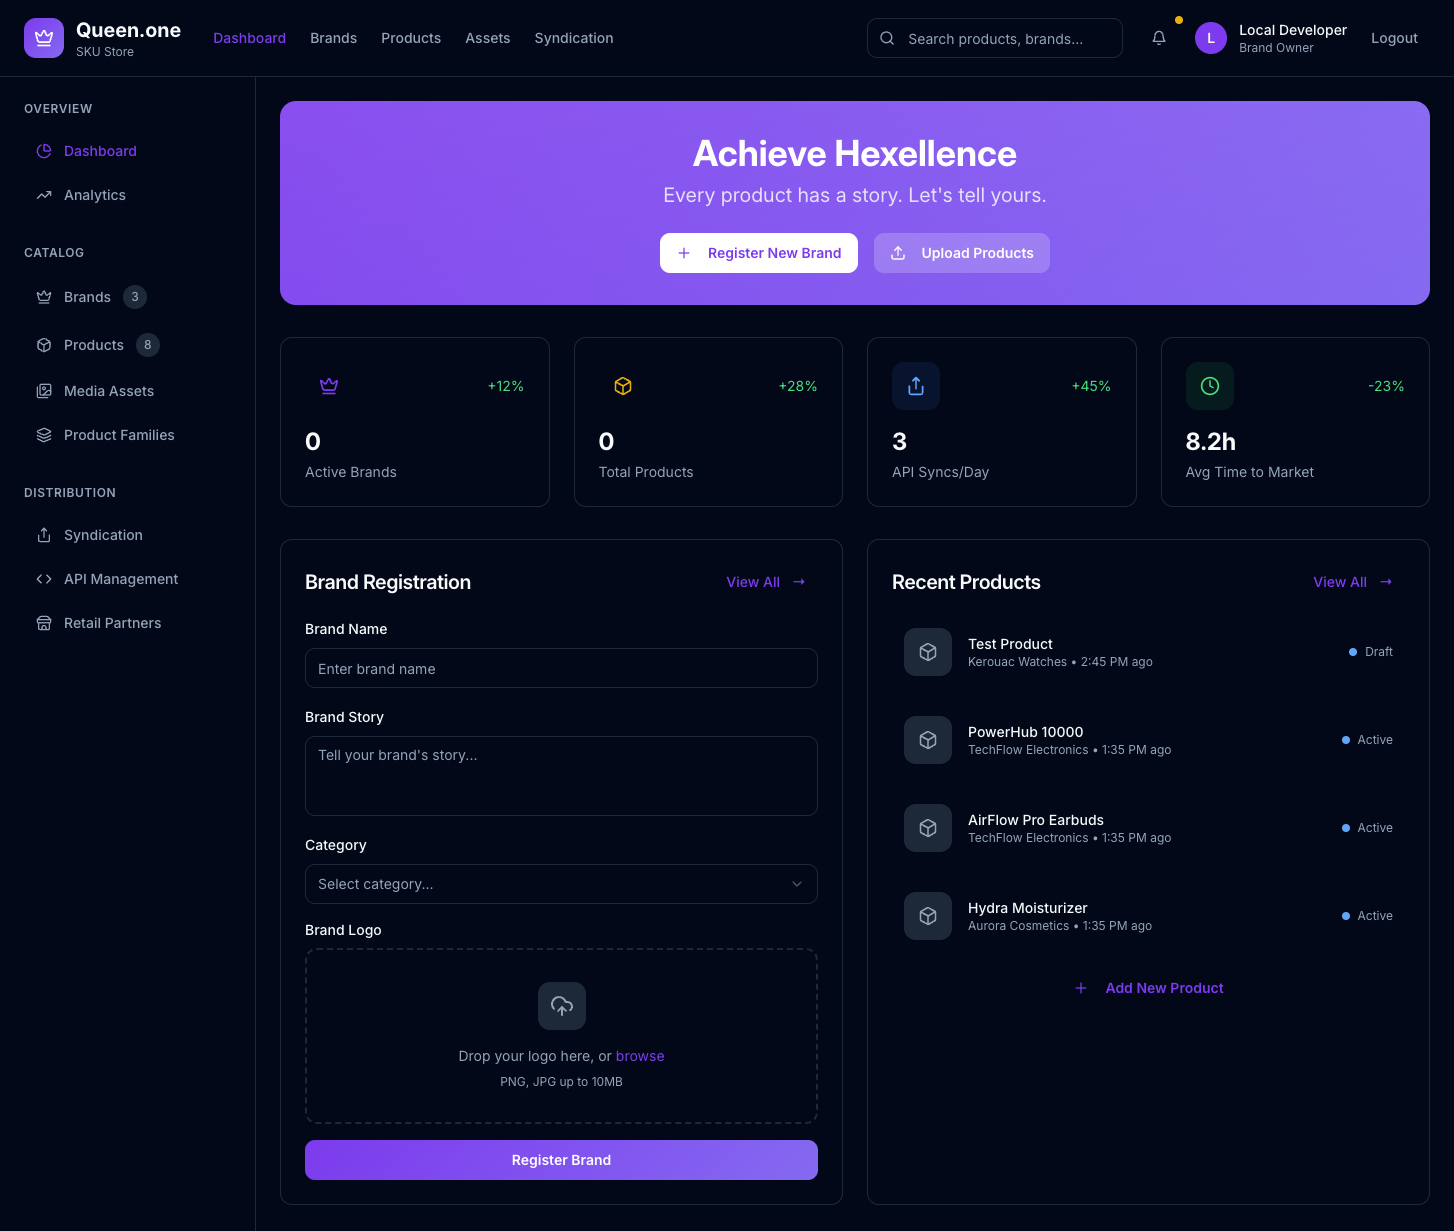 Queen.one
SKU Store
Dashboard
Brands
Products
Assets
Syndication
Search products, brands...
L
Local Developer
Brand Owner
Logout
OVERVIEW
Dashboard
Analytics
CATALOG
Brands 3
Products 8
Media Assets
Product Families
DISTRIBUTION
Syndication
API Management
Retail Partners
Achieve Hexellence
Every product has a story. Let's tell yours.
Register New Brand
Upload Products
+12%
0
Active Brands
+28%
0
Total Products
+45%
3
API Syncs/Day
-23%
8.2h
Avg Time to Market
Brand Registration
View All →
Brand Name
Enter brand name
Brand Story
Tell your brand's story...
Category
Select category...
Brand Logo
Drop your logo here, or browse
PNG, JPG up to 10MB
Register Brand
Recent Products
View All →
Test Product
Kerouac Watches • 2:45 PM ago
Draft
PowerHub 10000
TechFlow Electronics • 1:35 PM ago
Active
AirFlow Pro Earbuds
TechFlow Electronics • 1:35 PM ago
Active
Hydra Moisturizer
Aurora Cosmetics • 1:35 PM ago
Active
Add New Product